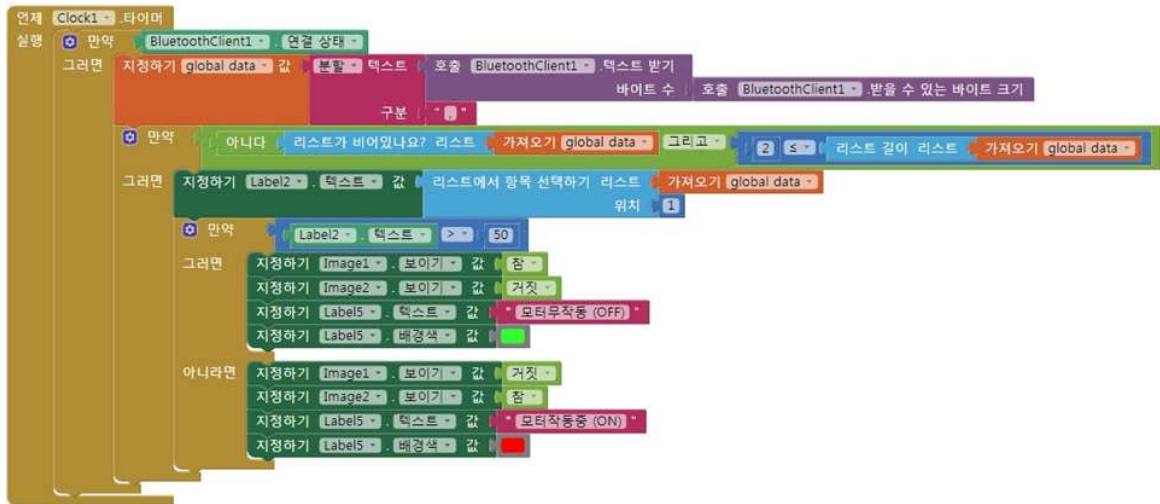 언제 Clock1 .타이머
실행 만약 BluetoothClient1 . 연결 상태
그러면 지정하기 global data 값 분할 텍스트 호출 BluetoothClient1 .텍스트 받기
바이트 수 호출 BluetoothClient1 .받을 수 있는 바이트 크기
구분 " , "
만약 아니다 리스트가 비어있나요? 리스트 가져오기 global data 그리고 2 ≤ 리스트 길이 리스트 가져오기 global data
그러면 지정하기 Label2 . 텍스트 값 리스트에서 항목 선택하기 리스트 가져오기 global data
위치 1
만약 Label2 . 텍스트 > 50
그러면 지정하기 Image1 . 보이기 값 참
지정하기 Image2 . 보이기 값 거짓
지정하기 Label5 . 텍스트 값 " 모터무작동 (OFF) "
지정하기 Label5 . 배경색 값
아니라면 지정하기 Image1 . 보이기 값 거짓
지정하기 Image2 . 보이기 값 참
지정하기 Label5 . 텍스트 값 " 모터작동중 (ON) "
지정하기 Label5 . 배경색 값